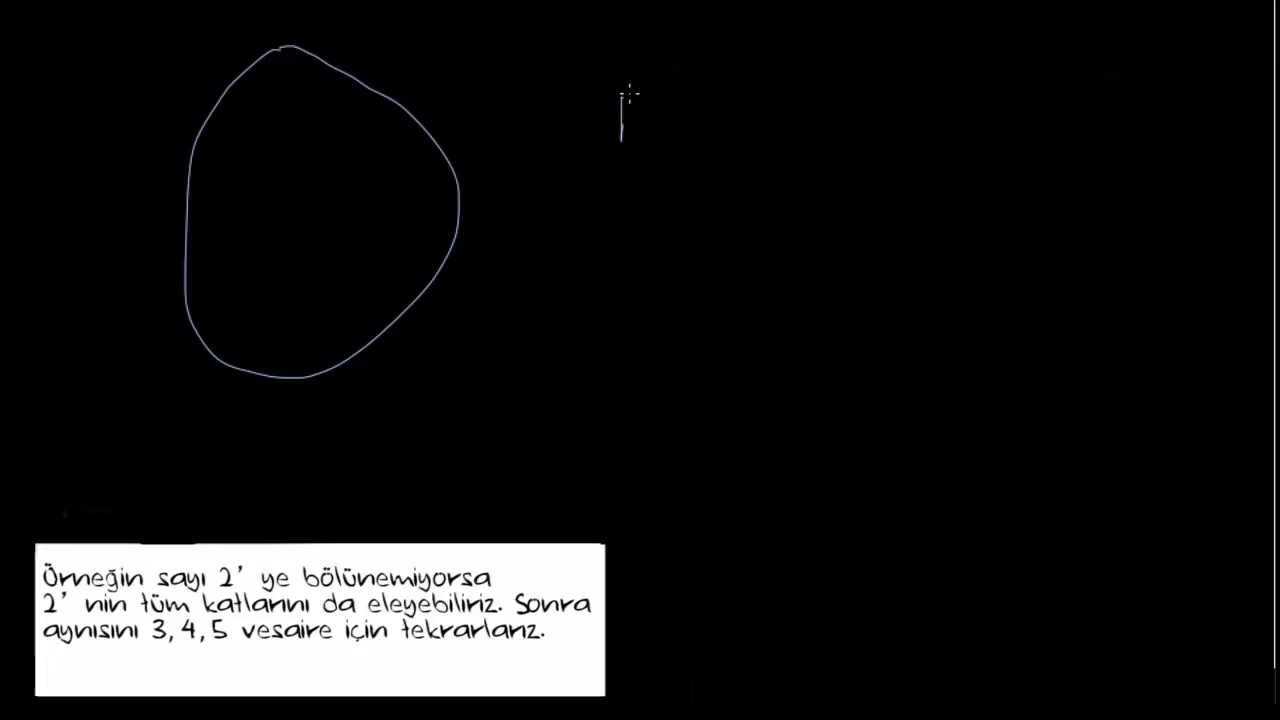 Örneğin sayı 2' ye bölünemiyorsa
2' nin tüm katlarını da eleyebiliriz. Sonra
aynısını 3, 4, 5 vesaire için tekrarlarız.